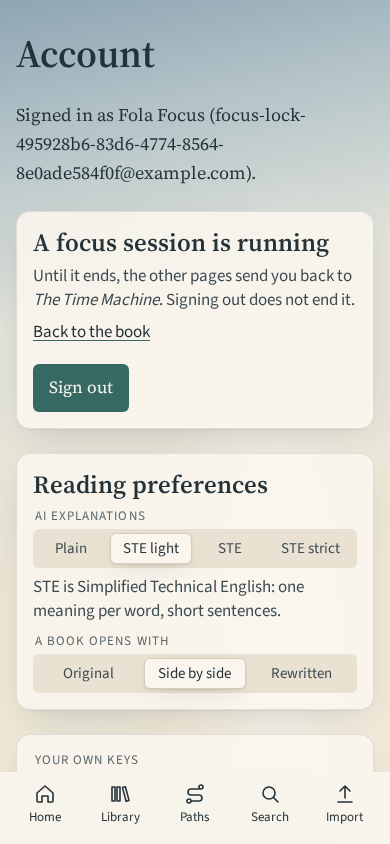 Account
Signed in as Fola Focus (focus-lock-
495928b6-83d6-4774-8564-
8e0ade584f0f@example.com).
A focus session is running
Until it ends, the other pages send you back to
The Time Machine. Signing out does not end it.
Back to the book
Sign out
Reading preferences
AI EXPLANATIONS
Plain STE light STE STE strict
STE is Simplified Technical English: one
meaning per word, short sentences.
A BOOK OPENS WITH
Original Side by side Rewritten
YOUR OWN KEYS
Home Library Paths Search Import